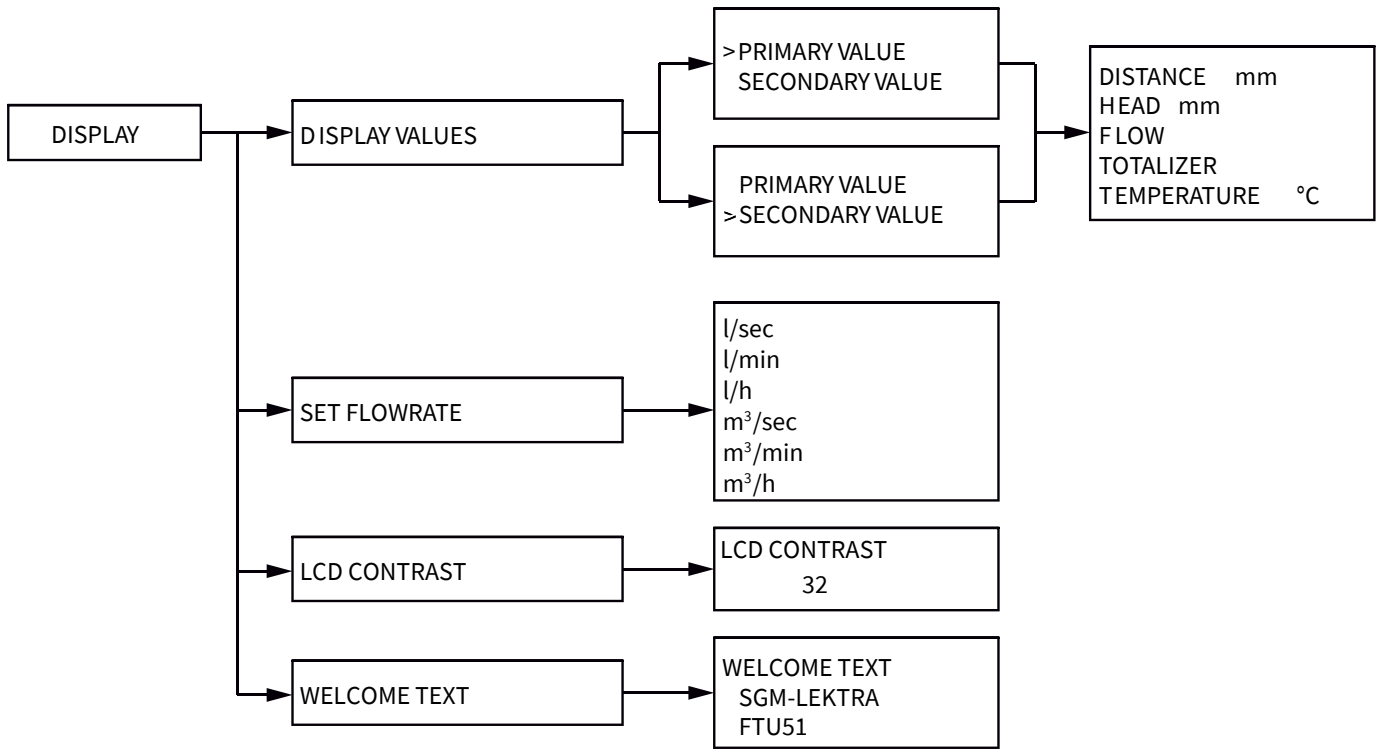 DISPLAY
DISPLAY VALUES
>PRIMARY VALUE
SECONDARY VALUE
PRIMARY VALUE
>SECONDARY VALUE
DISTANCE mm
HEAD mm
FLOW
TOTALIZER
TEMPERATURE °C
SET FLOWRATE
l/sec
l/min
l/h
m³/sec
m³/min
m³/h
LCD CONTRAST
LCD CONTRAST
32
WELCOME TEXT
WELCOME TEXT
SGM-LEKTRA
FTU51